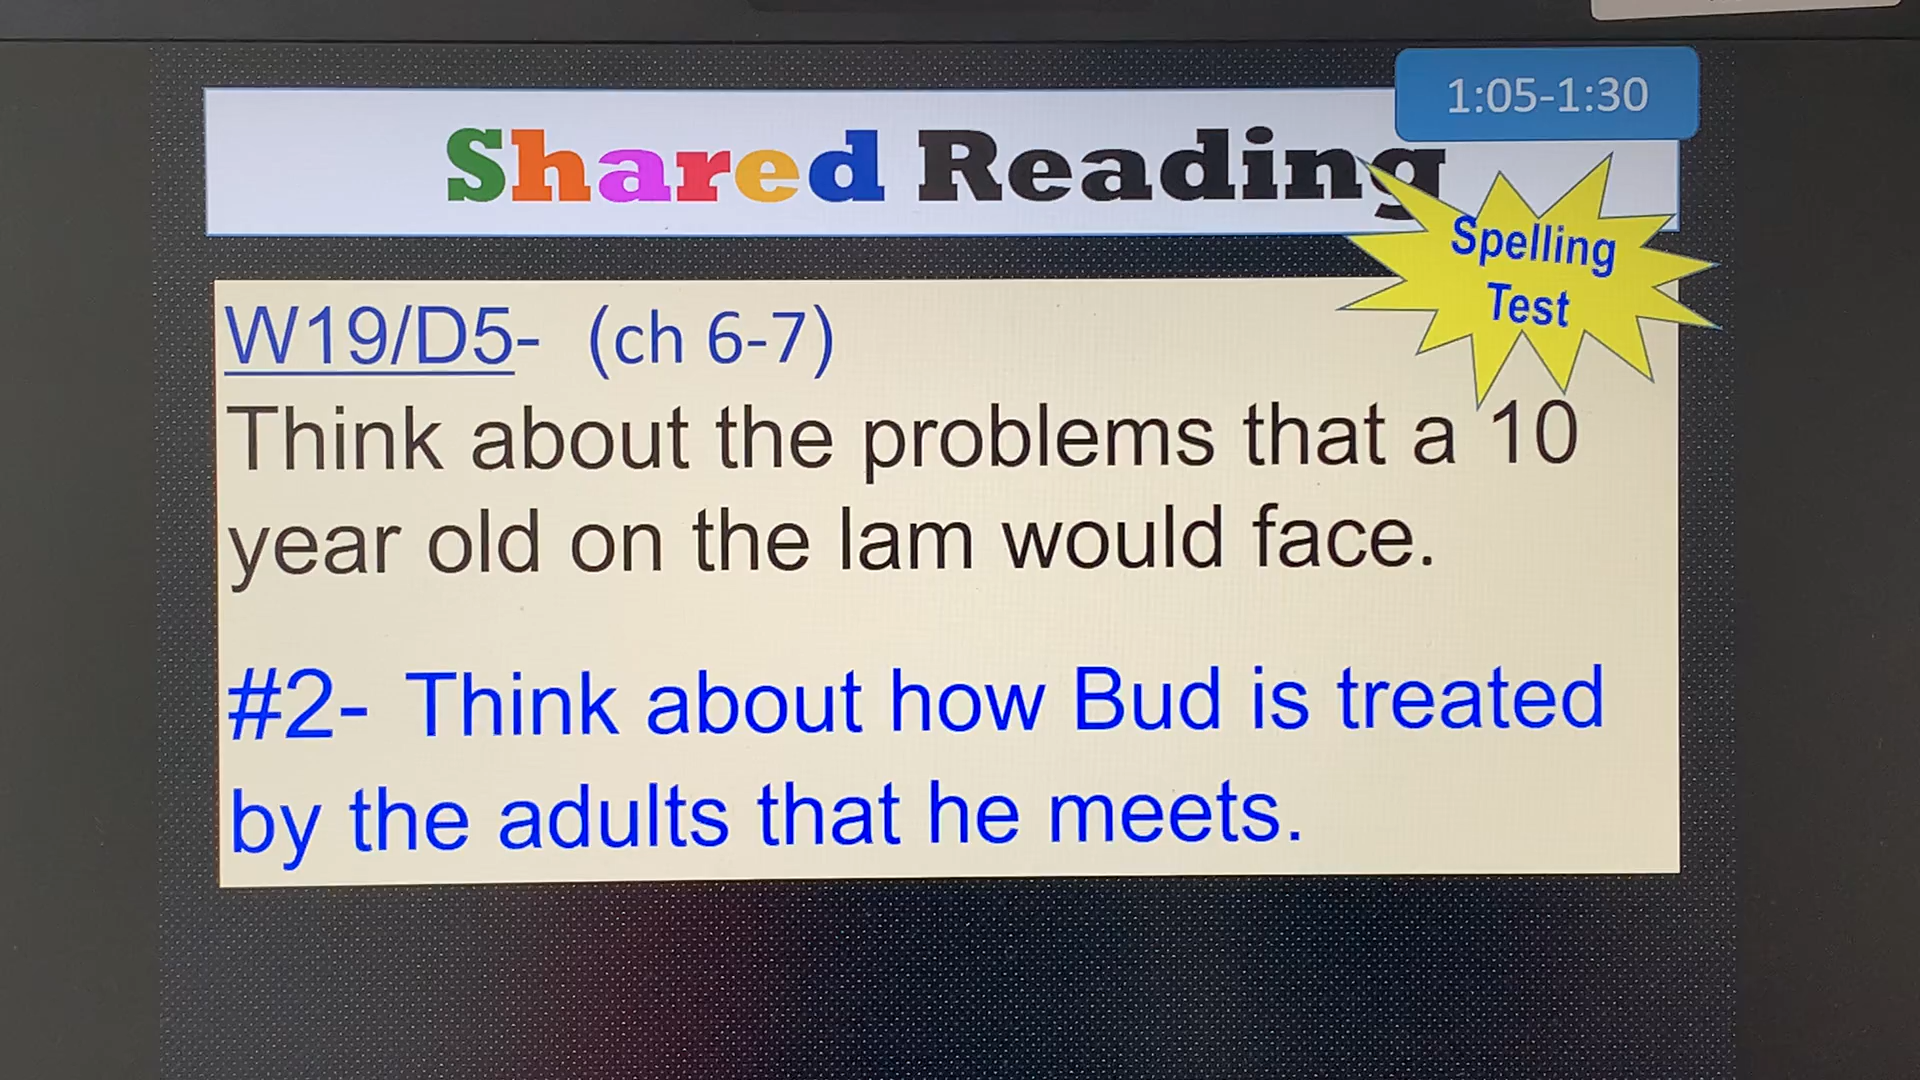 1:05-1:30
Shared Reading
Spelling
Test
W19/D5- (ch 6-7)
Think about the problems that a 10
year old on the lam would face.
#2- Think about how Bud is treated
by the adults that he meets.